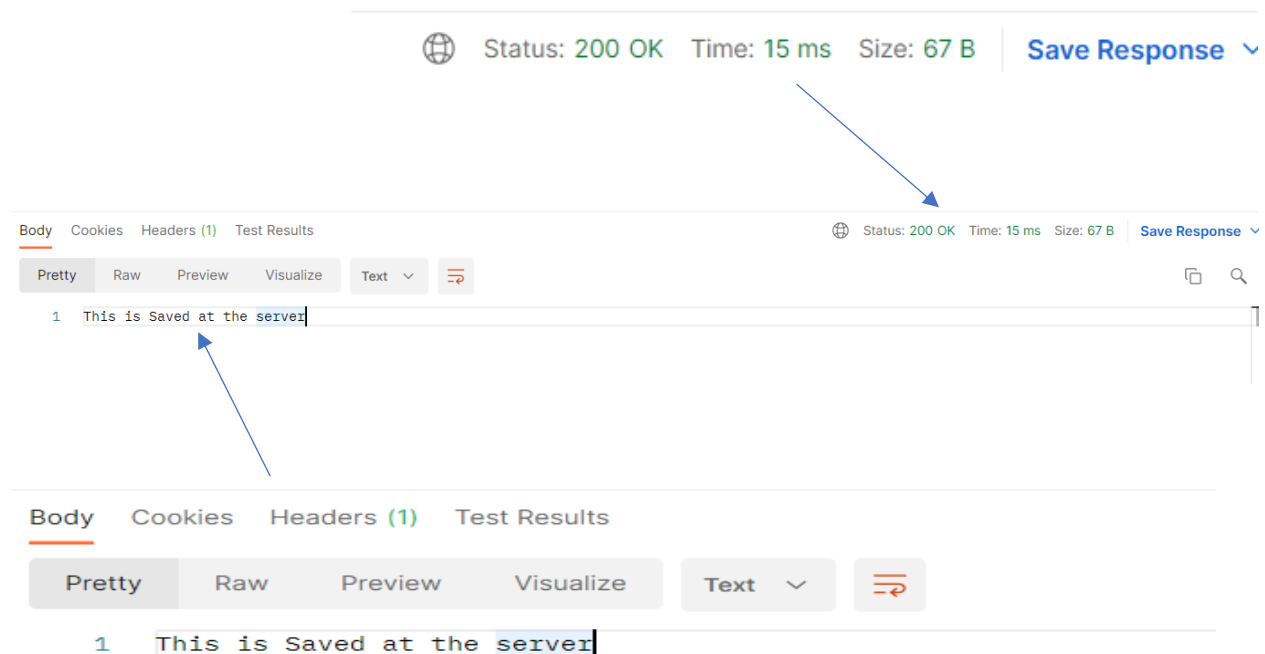 Status: 200 OK Time: 15 ms Size: 67 B Save Response
Body Cookies Headers (1) Test Results Status: 200 OK Time: 15 ms Size: 67 B Save Response
Pretty Raw Preview Visualize Text
1 This is Saved at the server
Body Cookies Headers (1) Test Results
Pretty Raw Preview Visualize Text
1 This is Saved at the server